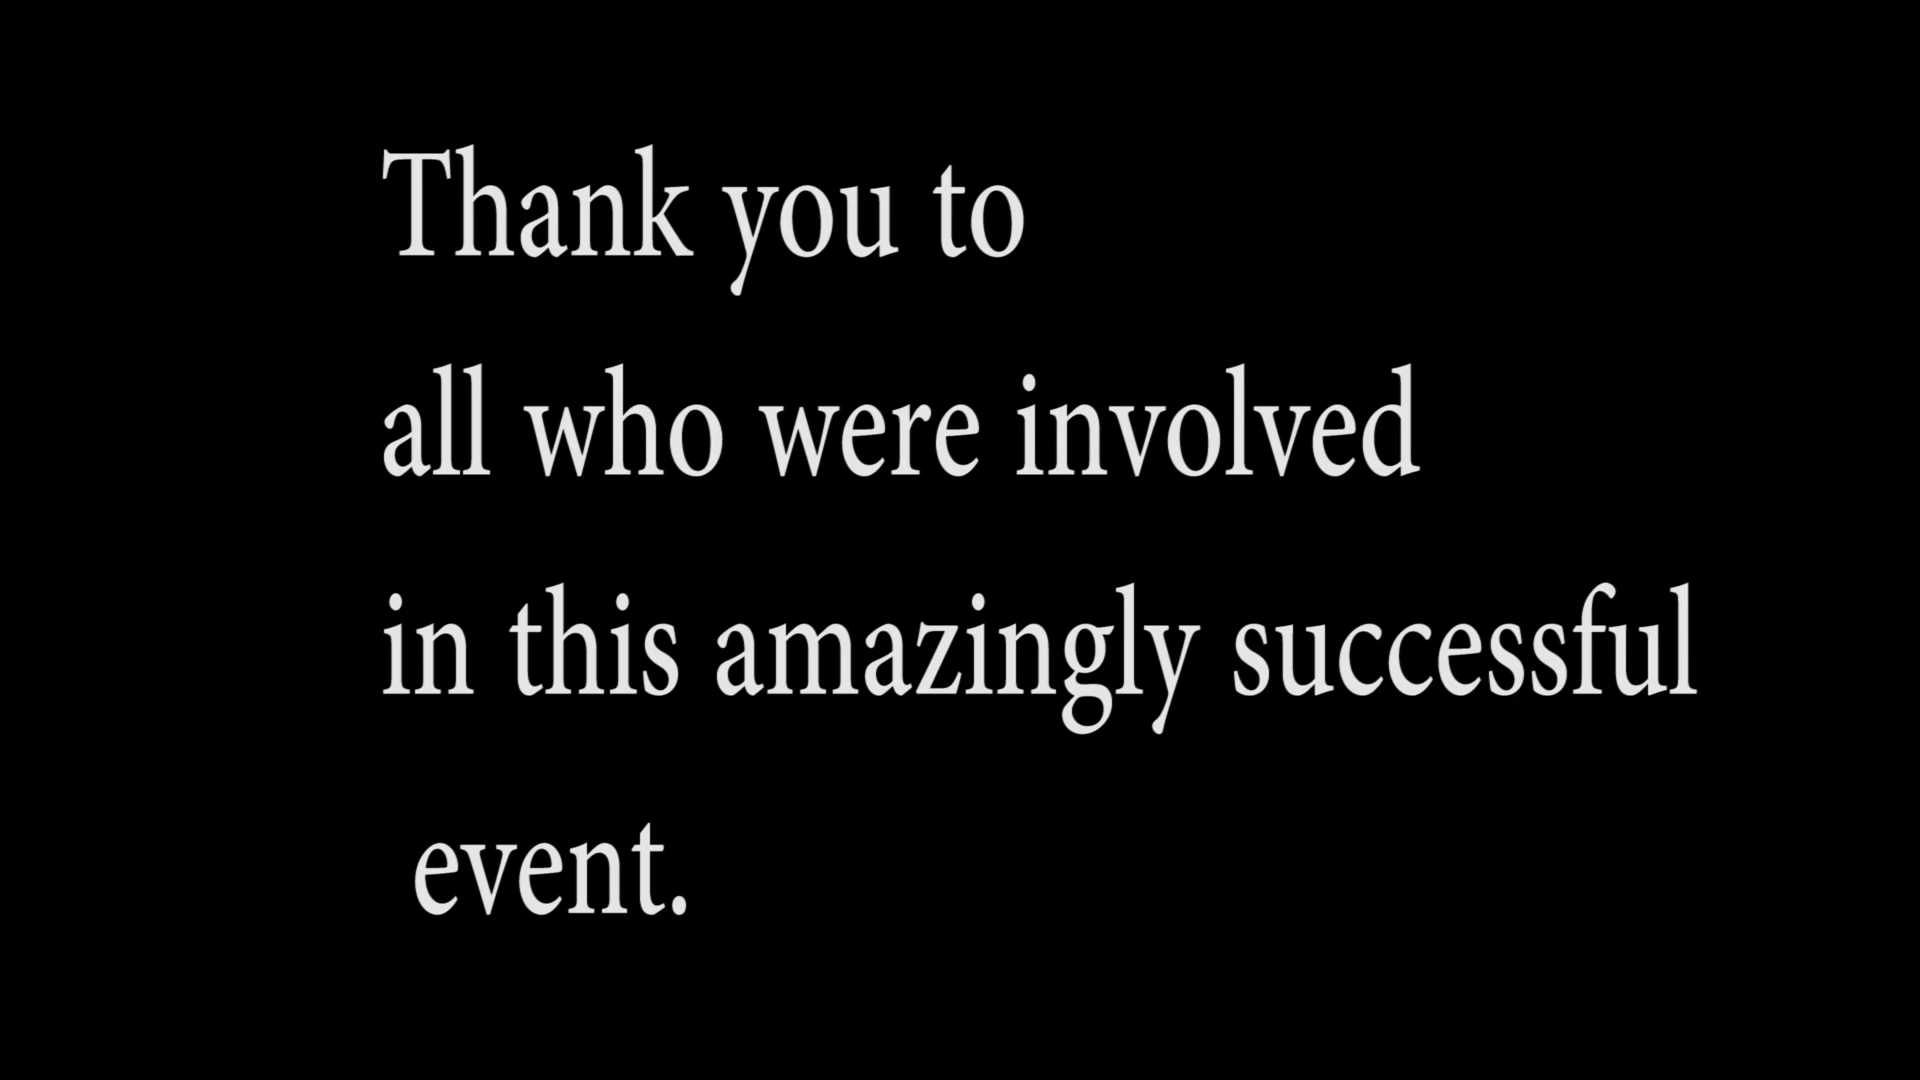 Thank you to
all who were involved
in this amazingly successful
event.